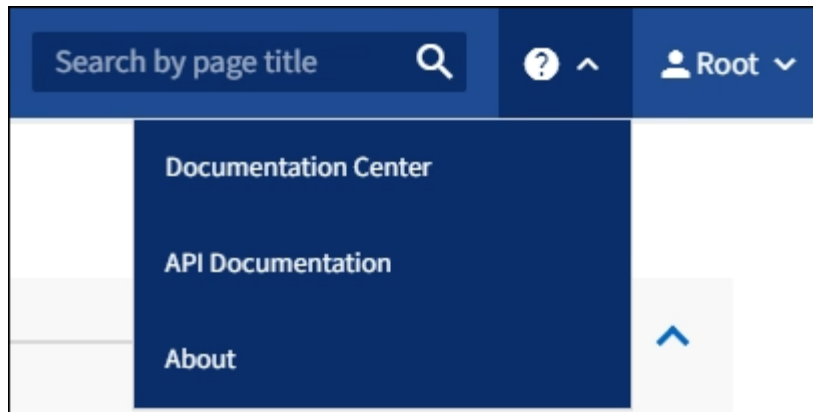 Search by page title
Root
Documentation Center
API Documentation
About